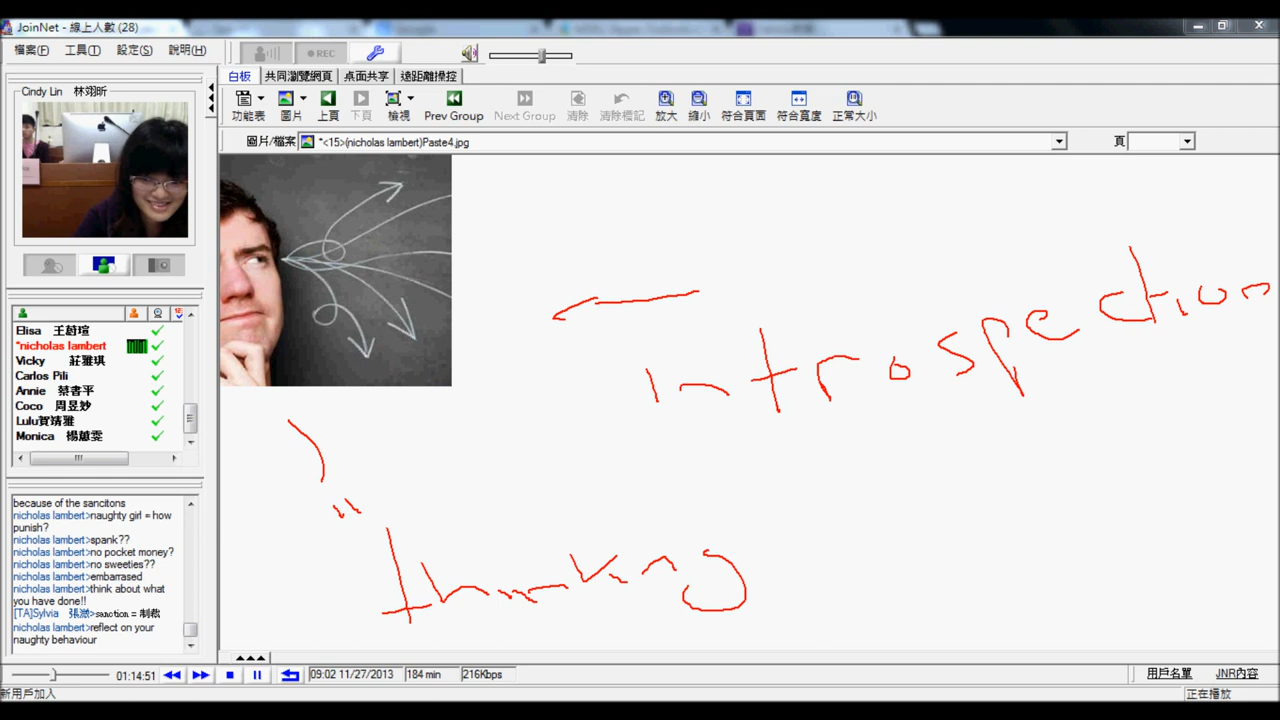 JoinNet - 線上人數 (28)
檔案(F) 工具(T) 設定(S) 說明(H)
REC
Cindy Lin 林翊昕
白板 共同瀏覽網頁 桌面共享 遠距離操控
功能表 圖片 上頁 下頁 檢視 Prev Group Next Group 清除 清除標記 放大 縮小 符合頁面 符合寬度 正常大小
圖片/檔案 *<15>(nicholas lambert)Paste4.jpg 頁
Elisa 王蒔瑄
*nicholas lambert
Vicky 莊雅琪
Carlos Pili
Annie 蔡書平
Coco 周昱妙
Lulu賀靖雅
Monica 楊蕙雯
because of the sancitons
nicholas lambert>naughty girl = how
punish?
nicholas lambert>spank??
nicholas lambert>no pocket money?
nicholas lambert>no sweeties??
nicholas lambert>embarrased
nicholas lambert>think about what
you have done!!
[TA]Sylvia 張瀠>sanction = 制裁
nicholas lambert>reflect on your
naughty behaviour
introspection
"thinking
01:14:51
09:02 11/27/2013 184 min 216Kbps
用戶名單 JNR內容
新用戶加入 正在播放